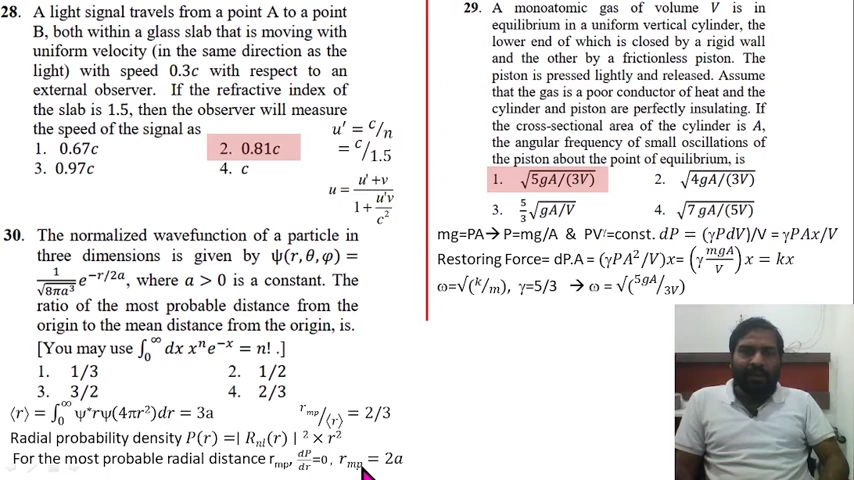 28. A light signal travels from a point A to a point
B, both within a glass slab that is moving with
uniform velocity (in the same direction as the
light) with speed 0.3c with respect to an
external observer. If the refractive index of
the slab is 1.5, then the observer will measure
the speed of the signal as
1. 0.67c 2. 0.81c
3. 0.97c 4. c
u' = c/n
= c/1.5
u = (u'+v)/(1+ u'v/c²)
30. The normalized wavefunction of a particle in
three dimensions is given by ψ(r, θ, φ) =
1/√(8πa³) e^(−r/2a), where a > 0 is a constant. The
ratio of the most probable distance from the
origin to the mean distance from the origin, is.
[You may use ∫₀^∞ dx xⁿe⁻ˣ = n! .]
1. 1/3 2. 1/2
3. 3/2 4. 2/3
⟨r⟩ = ∫₀^∞ ψ*rψ(4πr²)dr = 3a r_mp/⟨r⟩ = 2/3
Radial probability density P(r) =| R_nl(r) | ² × r²
For the most probable radial distance r_mp, dP/dr=0 , r_mp = 2a
29. A monoatomic gas of volume V is in
equilibrium in a uniform vertical cylinder, the
lower end of which is closed by a rigid wall
and the other by a frictionless piston. The
piston is pressed lightly and released. Assume
that the gas is a poor conductor of heat and the
cylinder and piston are perfectly insulating. If
the cross-sectional area of the cylinder is A,
the angular frequency of small oscillations of
the piston about the point of equilibrium, is
1. √5gA/(3V) 2. √4gA/(3V)
3. 5/3 √gA/V 4. √7 gA/(5V)
mg=PA→ P=mg/A & PVᵞ=const. dP = (γPdV)/V = γPAx/V
Restoring Force= dP.A = (γPA²/V)x= (γ mgA/V) x = kx
ω=√(k/m), γ=5/3 → ω = √(5gA/3V)